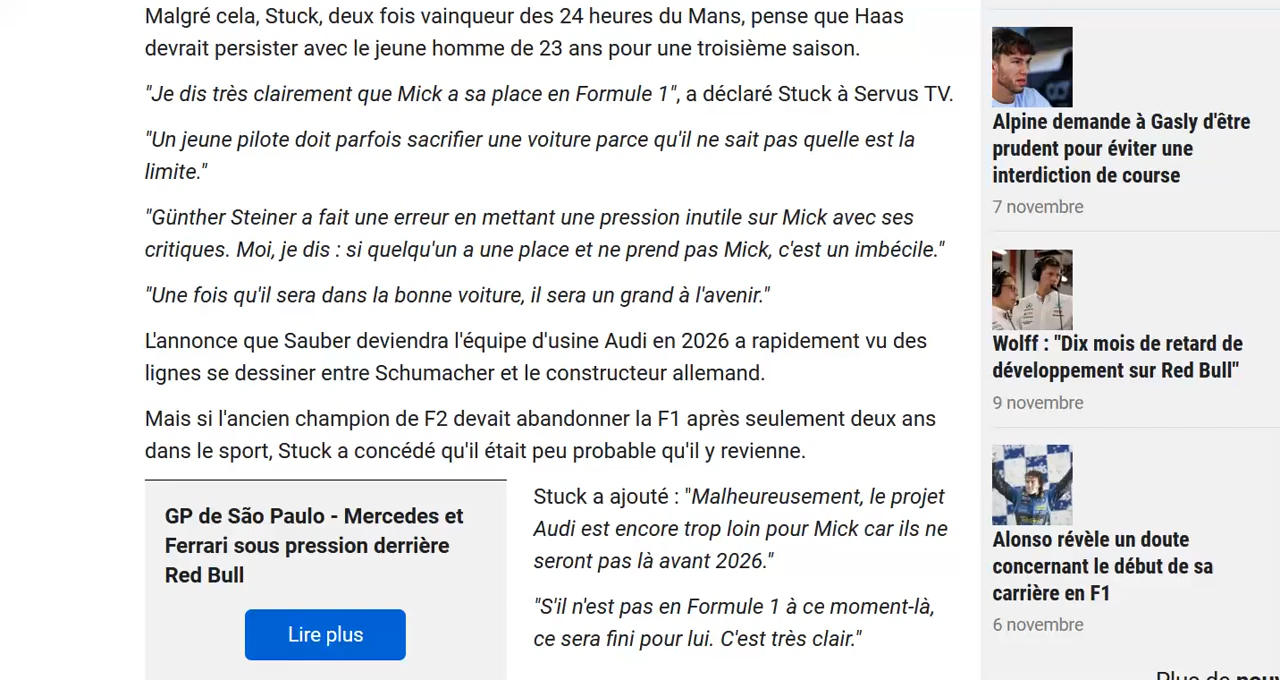 Malgré cela, Stuck, deux fois vainqueur des 24 heures du Mans, pense que Haas
devrait persister avec le jeune homme de 23 ans pour une troisième saison.
"Je dis très clairement que Mick a sa place en Formule 1", a déclaré Stuck à Servus TV.
"Un jeune pilote doit parfois sacrifier une voiture parce qu'il ne sait pas quelle est la
limite."
"Günther Steiner a fait une erreur en mettant une pression inutile sur Mick avec ses
critiques. Moi, je dis : si quelqu'un a une place et ne prend pas Mick, c'est un imbécile."
"Une fois qu'il sera dans la bonne voiture, il sera un grand à l'avenir."
L'annonce que Sauber deviendra l'équipe d'usine Audi en 2026 a rapidement vu des
lignes se dessiner entre Schumacher et le constructeur allemand.
Mais si l'ancien champion de F2 devait abandonner la F1 après seulement deux ans
dans le sport, Stuck a concédé qu'il était peu probable qu'il y revienne.
GP de São Paulo - Mercedes et
Ferrari sous pression derrière
Red Bull
Lire plus
Stuck a ajouté : "Malheureusement, le projet
Audi est encore trop loin pour Mick car ils ne
seront pas là avant 2026."
"S'il n'est pas en Formule 1 à ce moment-là,
ce sera fini pour lui. C'est très clair."
Alpine demande à Gasly d'être
prudent pour éviter une
interdiction de course
7 novembre
Wolff : "Dix mois de retard de
développement sur Red Bull"
9 novembre
Alonso révèle un doute
concernant le début de sa
carrière en F1
6 novembre
Plus de